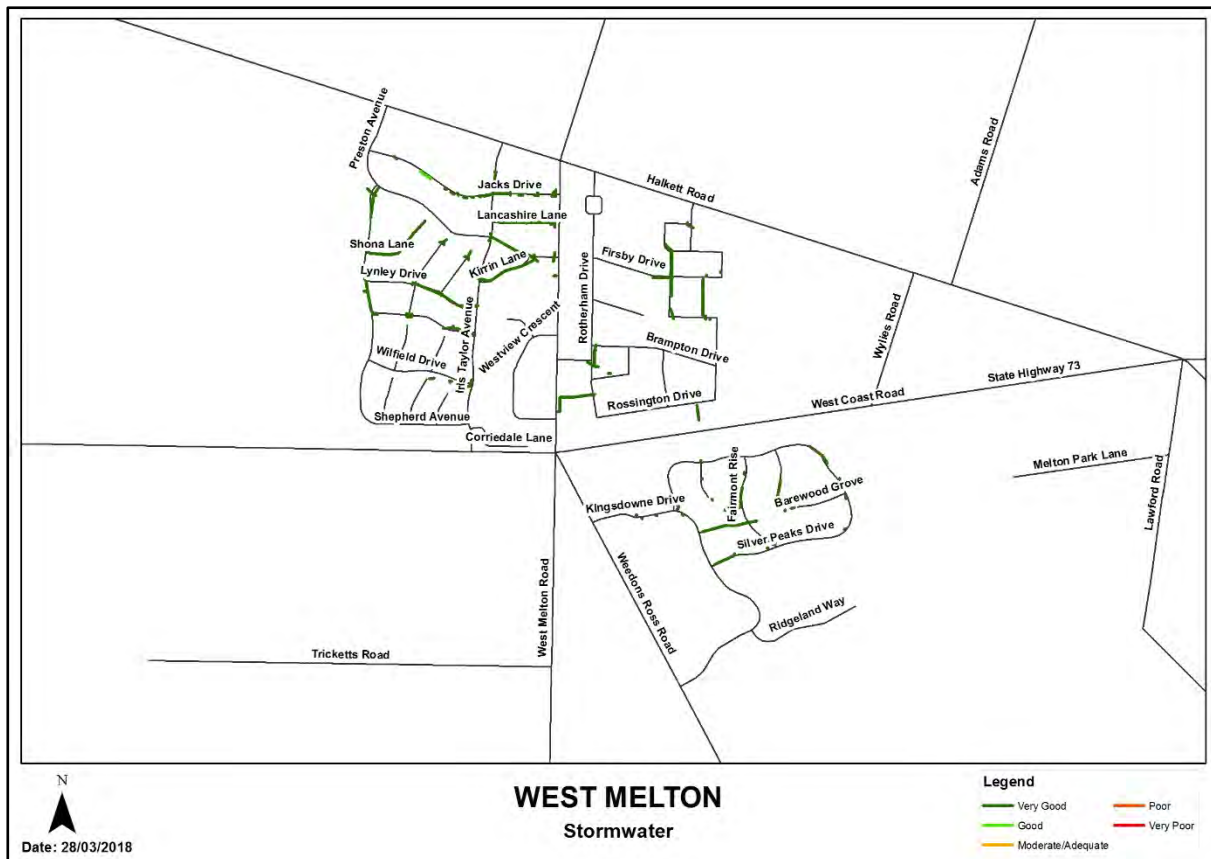 Preston Avenue
Adams Road
Jacks Drive
Halkett Road
Lancashire Lane
Shona Lane
Firsby Drive
Kirrin Lane
Lynley Drive
Rotherham Drive
Westview Crescent
Iris Taylor Avenue
Wylies Road
Brampton Drive
Wilfield Drive
State Highway 73
West Coast Road
Rossington Drive
Shepherd Avenue
Corriedale Lane
Melton Park Lane
Fairmont Rise
Barewood Grove
Kingsdowne Drive
Lawford Road
Silver Peaks Drive
West Melton Road
Weedons Ross Road
Ridgeland Way
Tricketts Road
N
Date: 28/03/2018
WEST MELTON
Stormwater
Legend
Very Good
Poor
Good
Very Poor
Moderate/Adequate